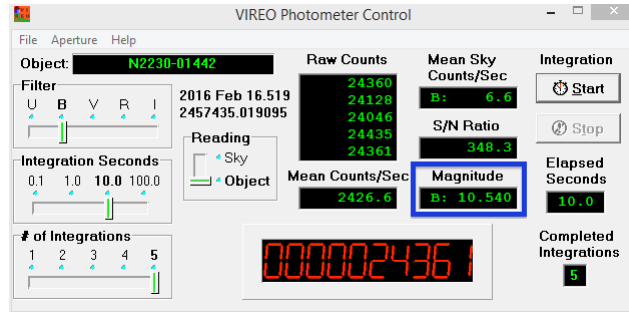 VIREO Photometer Control
File Aperture Help
Object: N2230-01442
Filter
U B V R I
2016 Feb 16.519
2457435.019095
Reading
Sky
Object
Integration Seconds
0.1 1.0 10.0 100.0
# of Integrations
1 2 3 4 5
Raw Counts
24360
24128
24046
24435
24361
Mean Counts/Sec
2426.6
Mean Sky
Counts/Sec
B: 6.6
S/N Ratio
348.3
Magnitude
B: 10.540
Integration
Start
Stop
Elapsed
Seconds
10.0
Completed
Integrations
5
0000024361